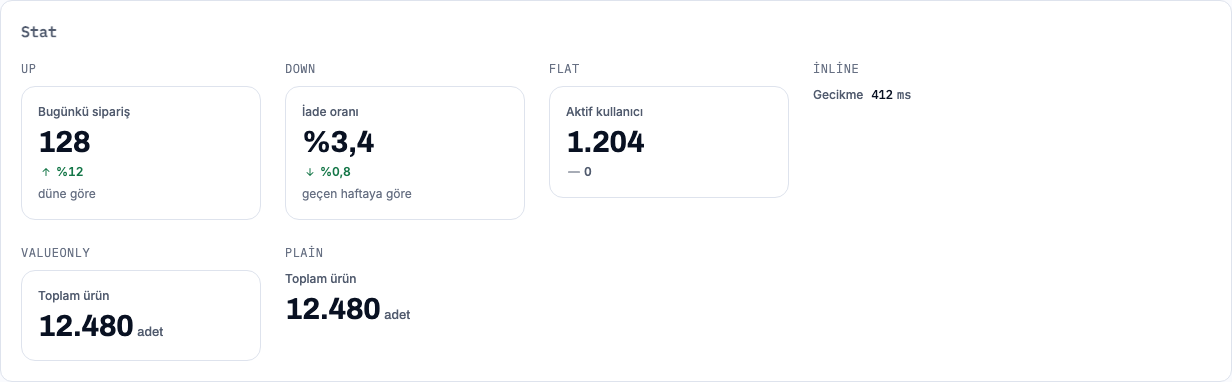 Stat
UP
Bugünkü sipariş
128
↑ %12
düne göre
DOWN
İade oranı
%3,4
↓ %0,8
geçen haftaya göre
FLAT
Aktif kullanıcı
1.204
— 0
İNLİNE
Gecikme 412 ms
VALUEONLY
Toplam ürün
12.480 adet
PLAİN
Toplam ürün
12.480 adet